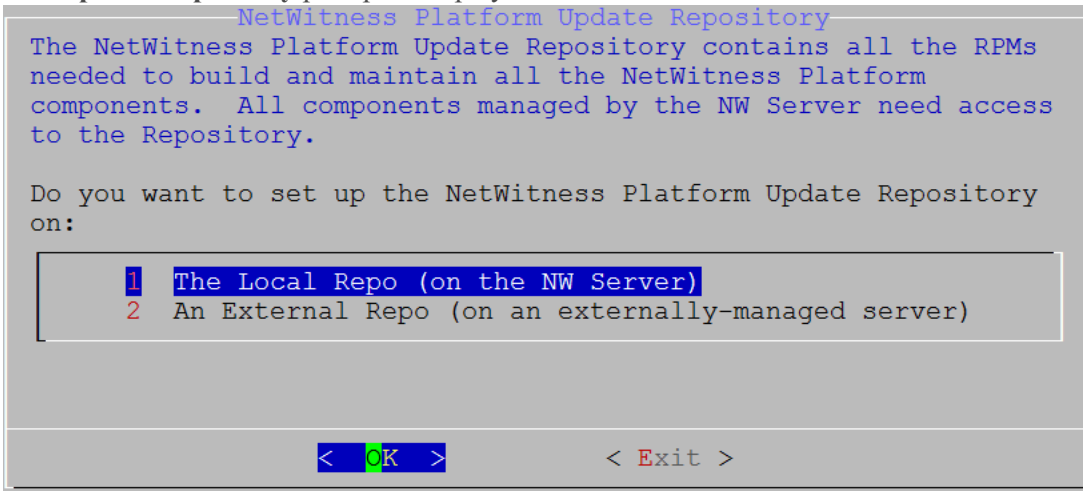 NetWitness Platform Update Repository
The NetWitness Platform Update Repository contains all the RPMs
needed to build and maintain all the NetWitness Platform
components.  All components managed by the NW Server need access
to the Repository.
Do you want to set up the NetWitness Platform Update Repository
on:
1 The Local Repo (on the NW Server)
2 An External Repo (on an externally-managed server)
< OK > < Exit >